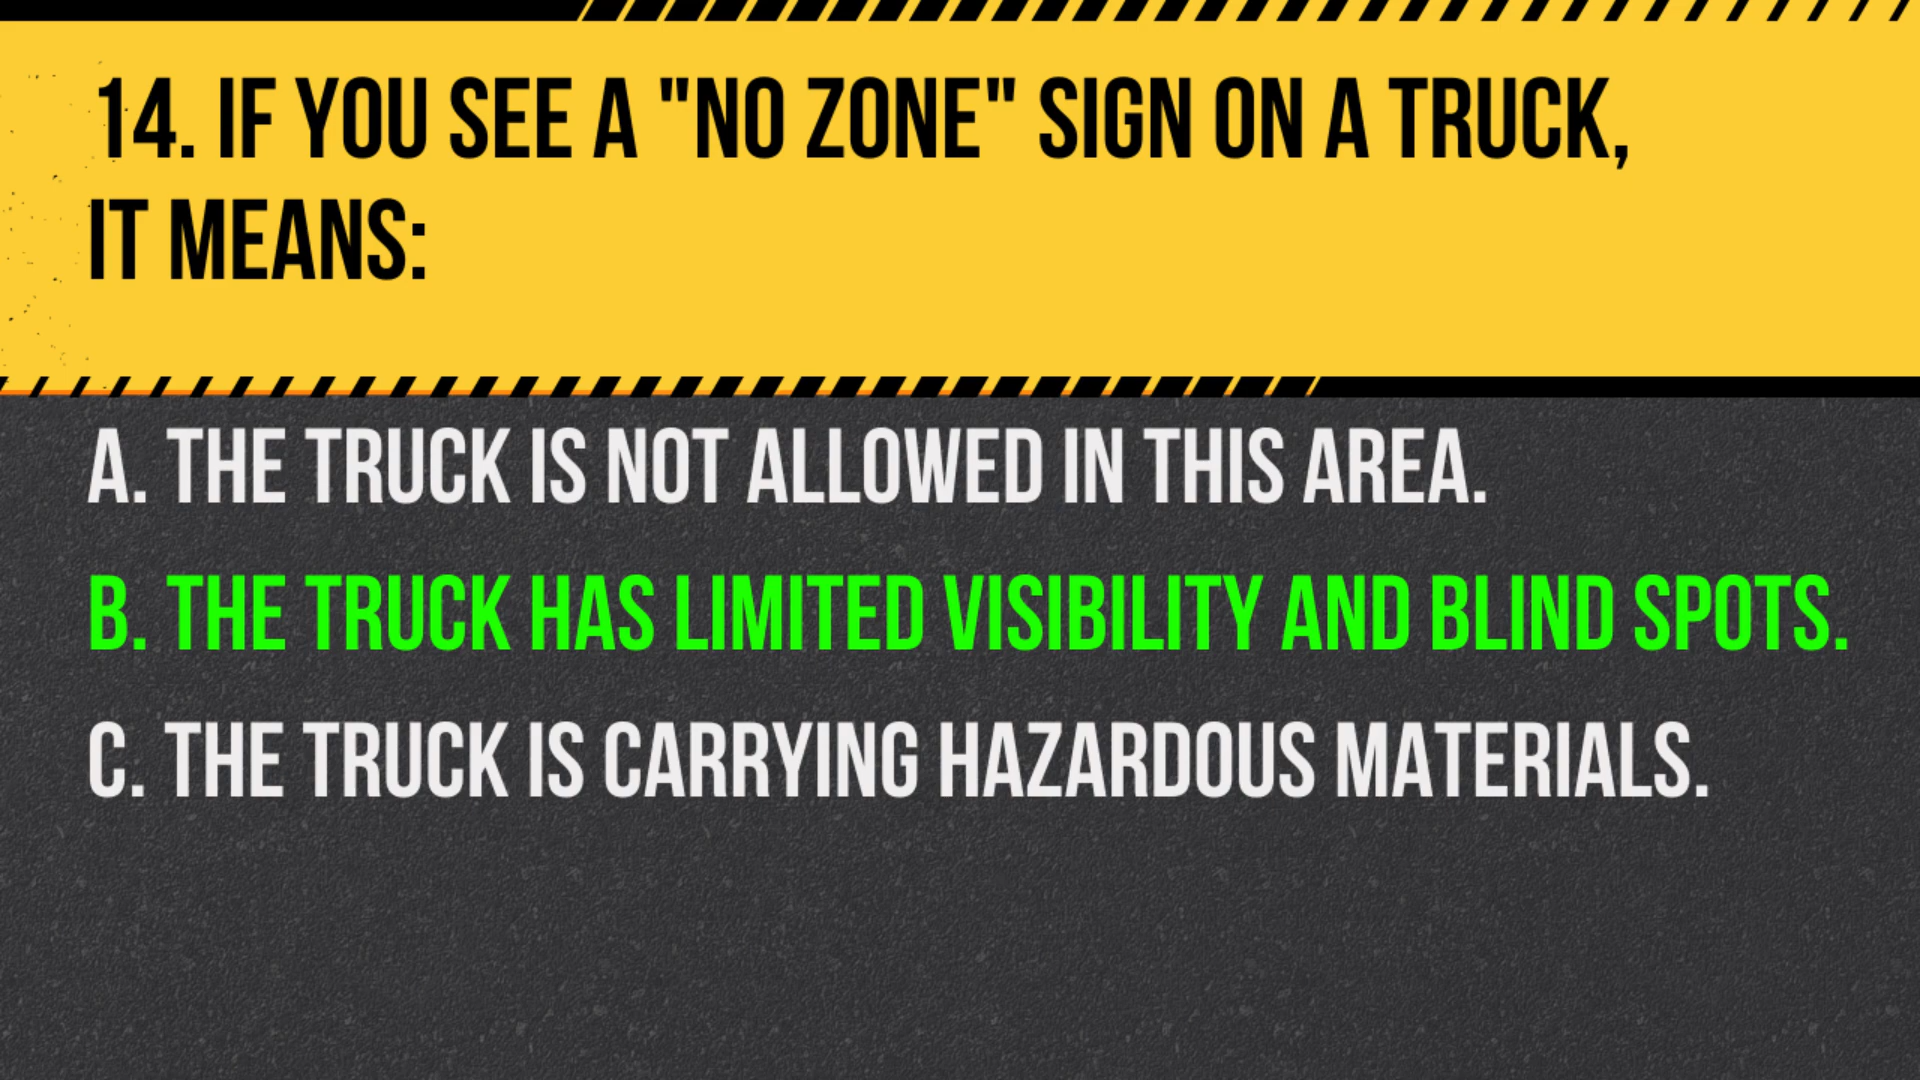 14. IF YOU SEE A "NO ZONE" SIGN ON A TRUCK,
IT MEANS:
A. THE TRUCK IS NOT ALLOWED IN THIS AREA.
B. THE TRUCK HAS LIMITED VISIBILITY AND BLIND SPOTS.
C. THE TRUCK IS CARRYING HAZARDOUS MATERIALS.